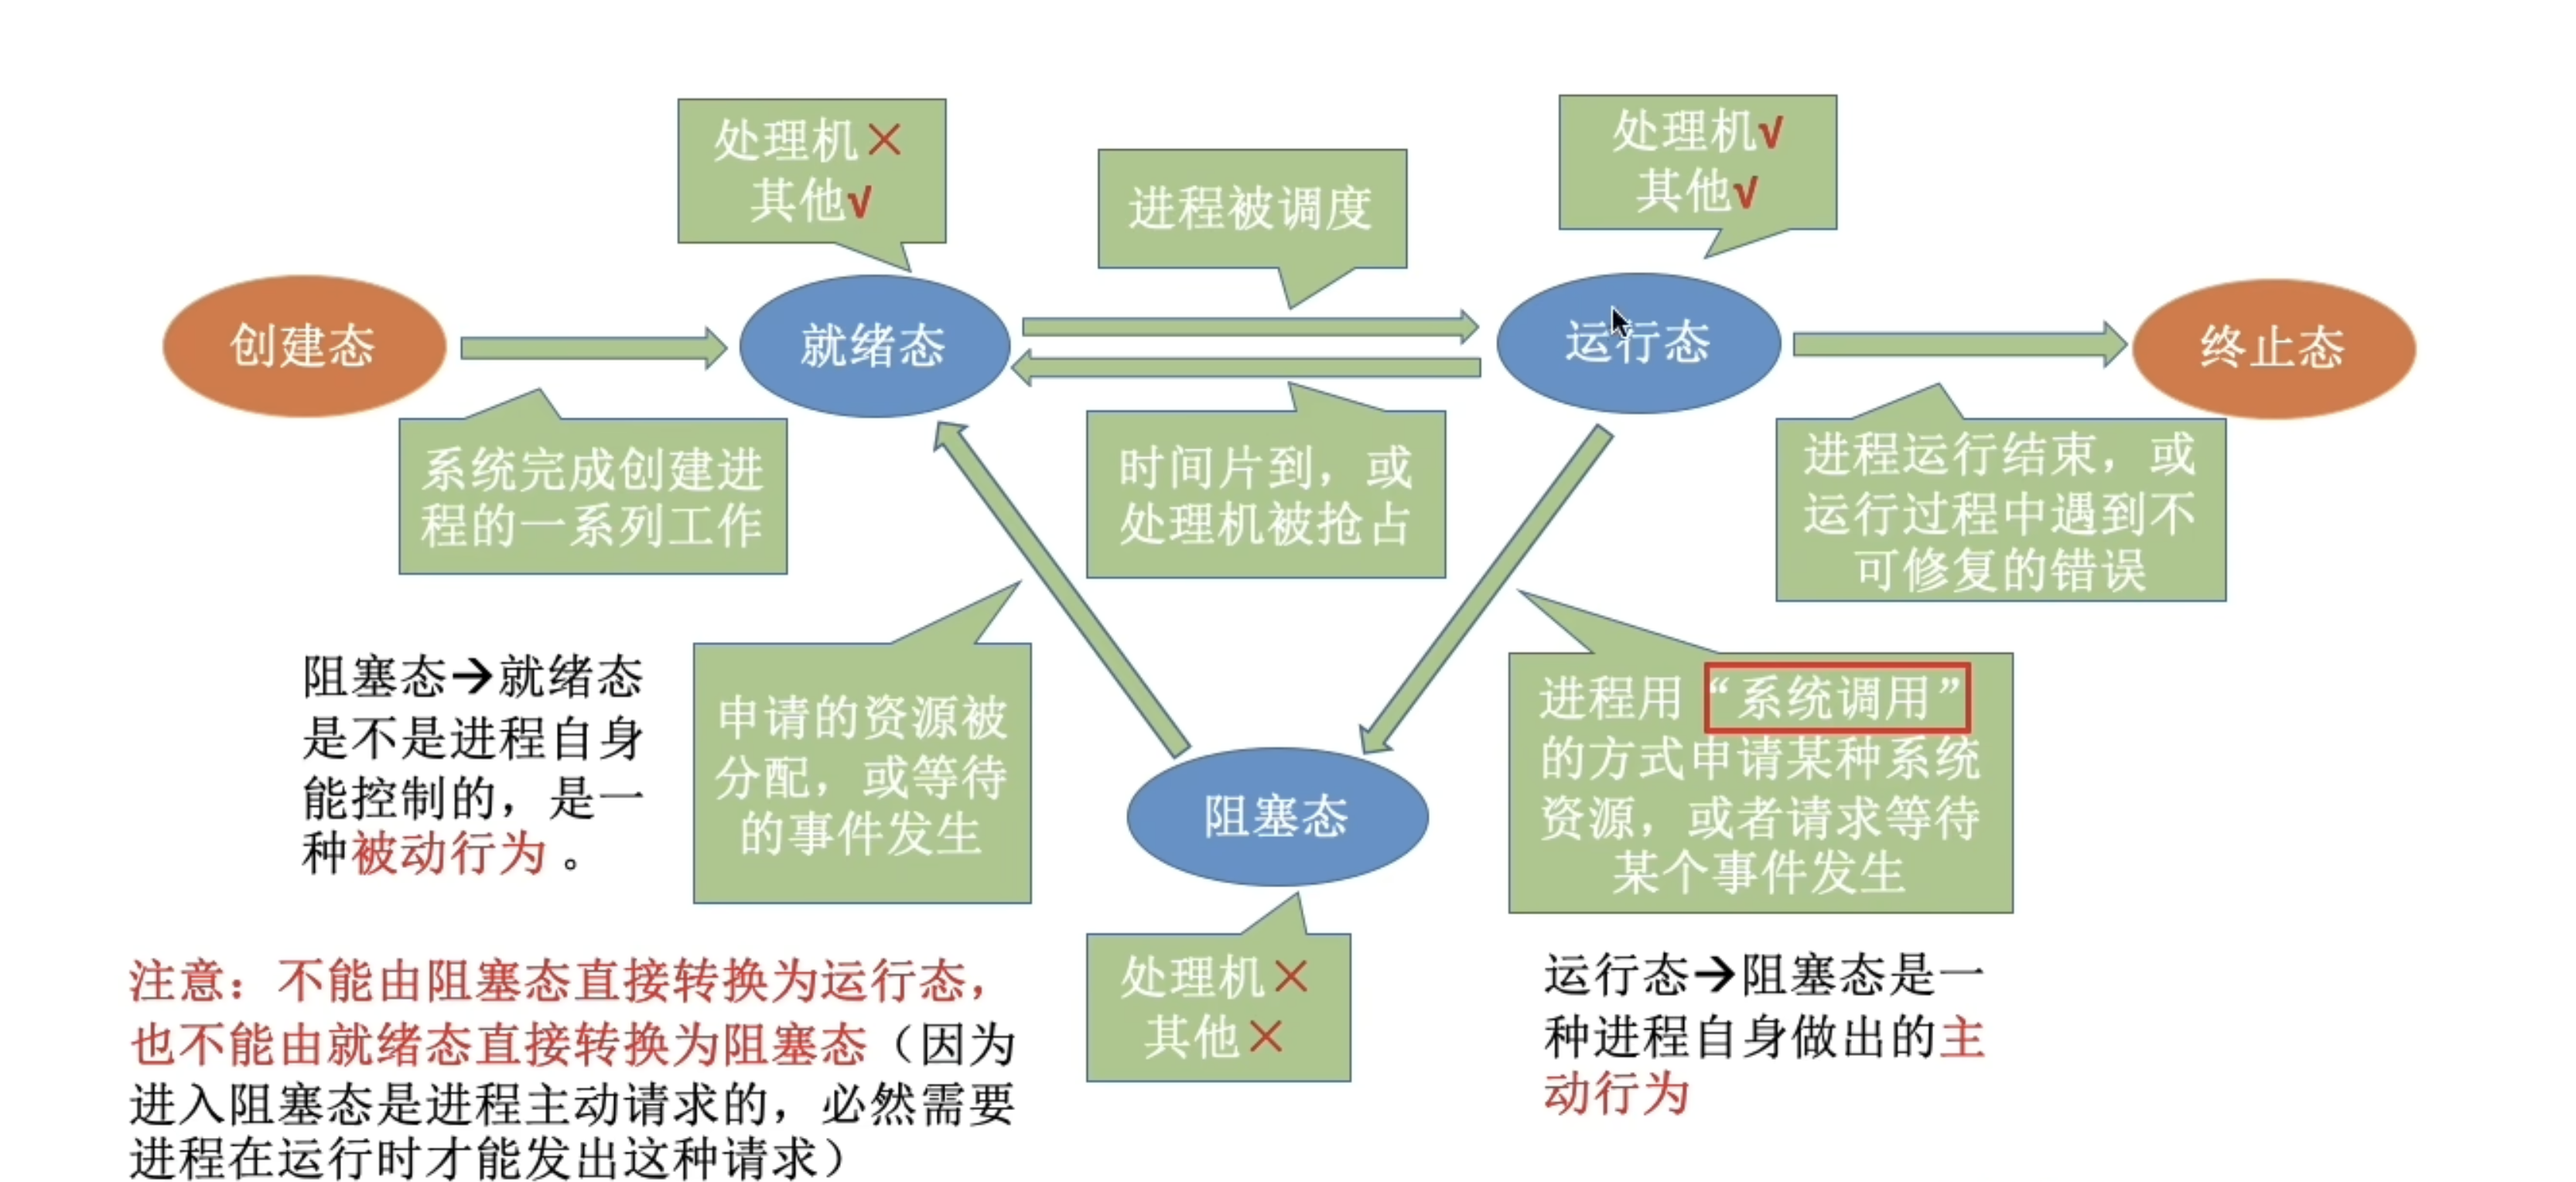 处理机×
其他√
进程被调度
处理机√
其他√
创建态
就绪态
运行态
终止态
系统完成创建进
程的一系列工作
时间片到，或
处理机被抢占
进程运行结束，或
运行过程中遇到不
可修复的错误
阻塞态→就绪态
是不是进程自身
能控制的，是一
种被动行为。
申请的资源被
分配，或等待
的事件发生
阻塞态
进程用“系统调用”
的方式申请某种系统
资源，或者请求等待
某个事件发生
处理机×
其他×
注意：不能由阻塞态直接转换为运行态，
也不能由就绪态直接转换为阻塞态（因为
进入阻塞态是进程主动请求的，必然需要
进程在运行时才能发出这种请求）
运行态→阻塞态是一
种进程自身做出的主
动行为